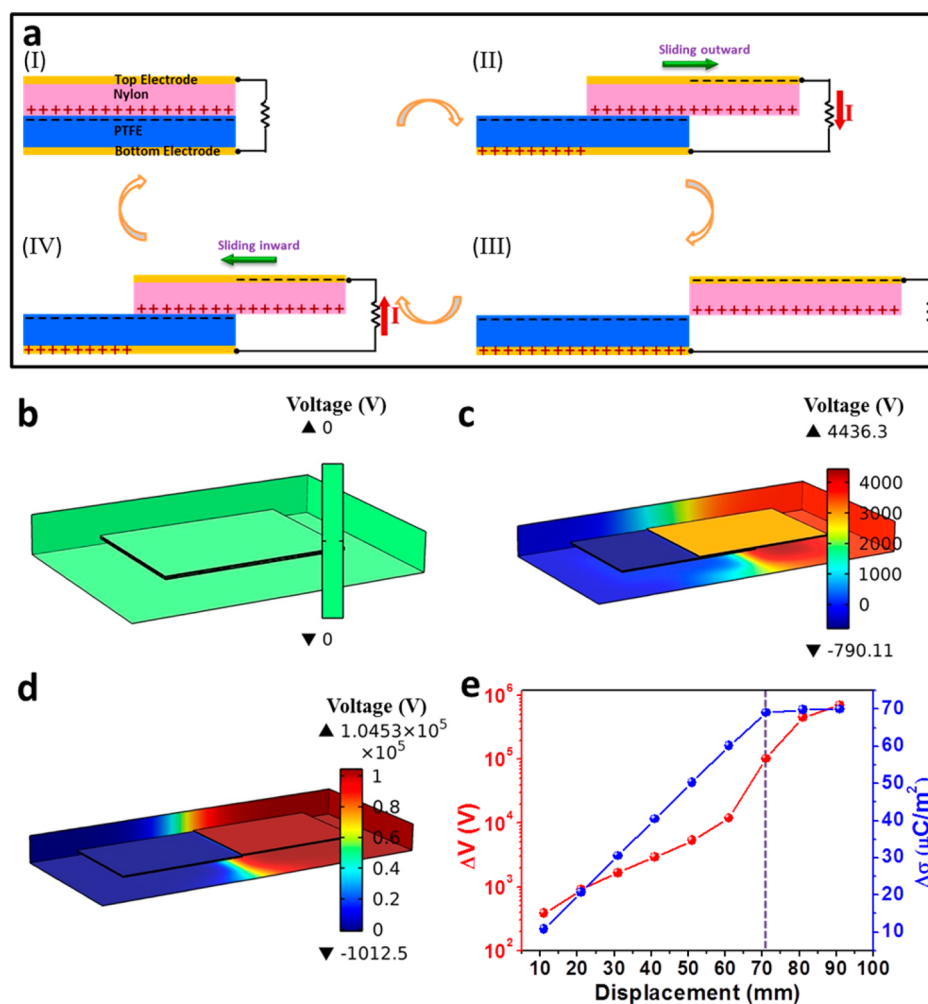 a
(I)
Top Electrode
Nylon
+++++++++++++++++
PTFE
Bottom Electrode
(II)
Sliding outward
+++++++++++++++++
I
+++++++++
(IV)
Sliding inward
+++++++++++++++++
I
+++++++++
(III)
+++++++++++++++++
+++++++++++++++++
b
Voltage (V)
▲ 0
▼ 0
c
Voltage (V)
▲ 4436.3
4000
3000
2000
1000
0
▼ -790.11
d
Voltage (V)
▲ 1.0453×10⁵
×10⁵
1
0.8
0.6
0.4
0.2
0
▼ -1012.5
e
10⁶
10⁵
10⁴
10³
10²
ΔV (V)
70
60
50
40
30
20
10
Δσ (μC/m²)
10 20 30 40 50 60 70 80 90 100
Displacement (mm)